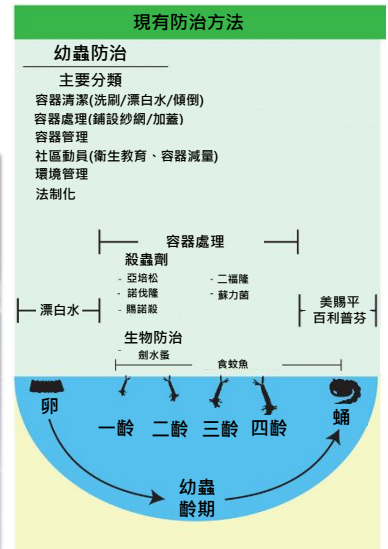 現有防治方法
幼蟲防治
主要分類
容器清潔(洗刷/漂白水/傾倒)
容器處理(鋪設紗網/加蓋)
容器管理
社區動員(衛生教育、容器減量)
環境管理
法制化
容器處理
殺蟲劑
- 亞培松
- 諾伐隆
- 賜諾殺
- 二福隆
- 蘇力菌
漂白水
美賜平
百利普芬
生物防治
- 劍水蚤
食蚊魚
卵
一齡
二齡
三齡
四齡
蛹
幼蟲
齡期